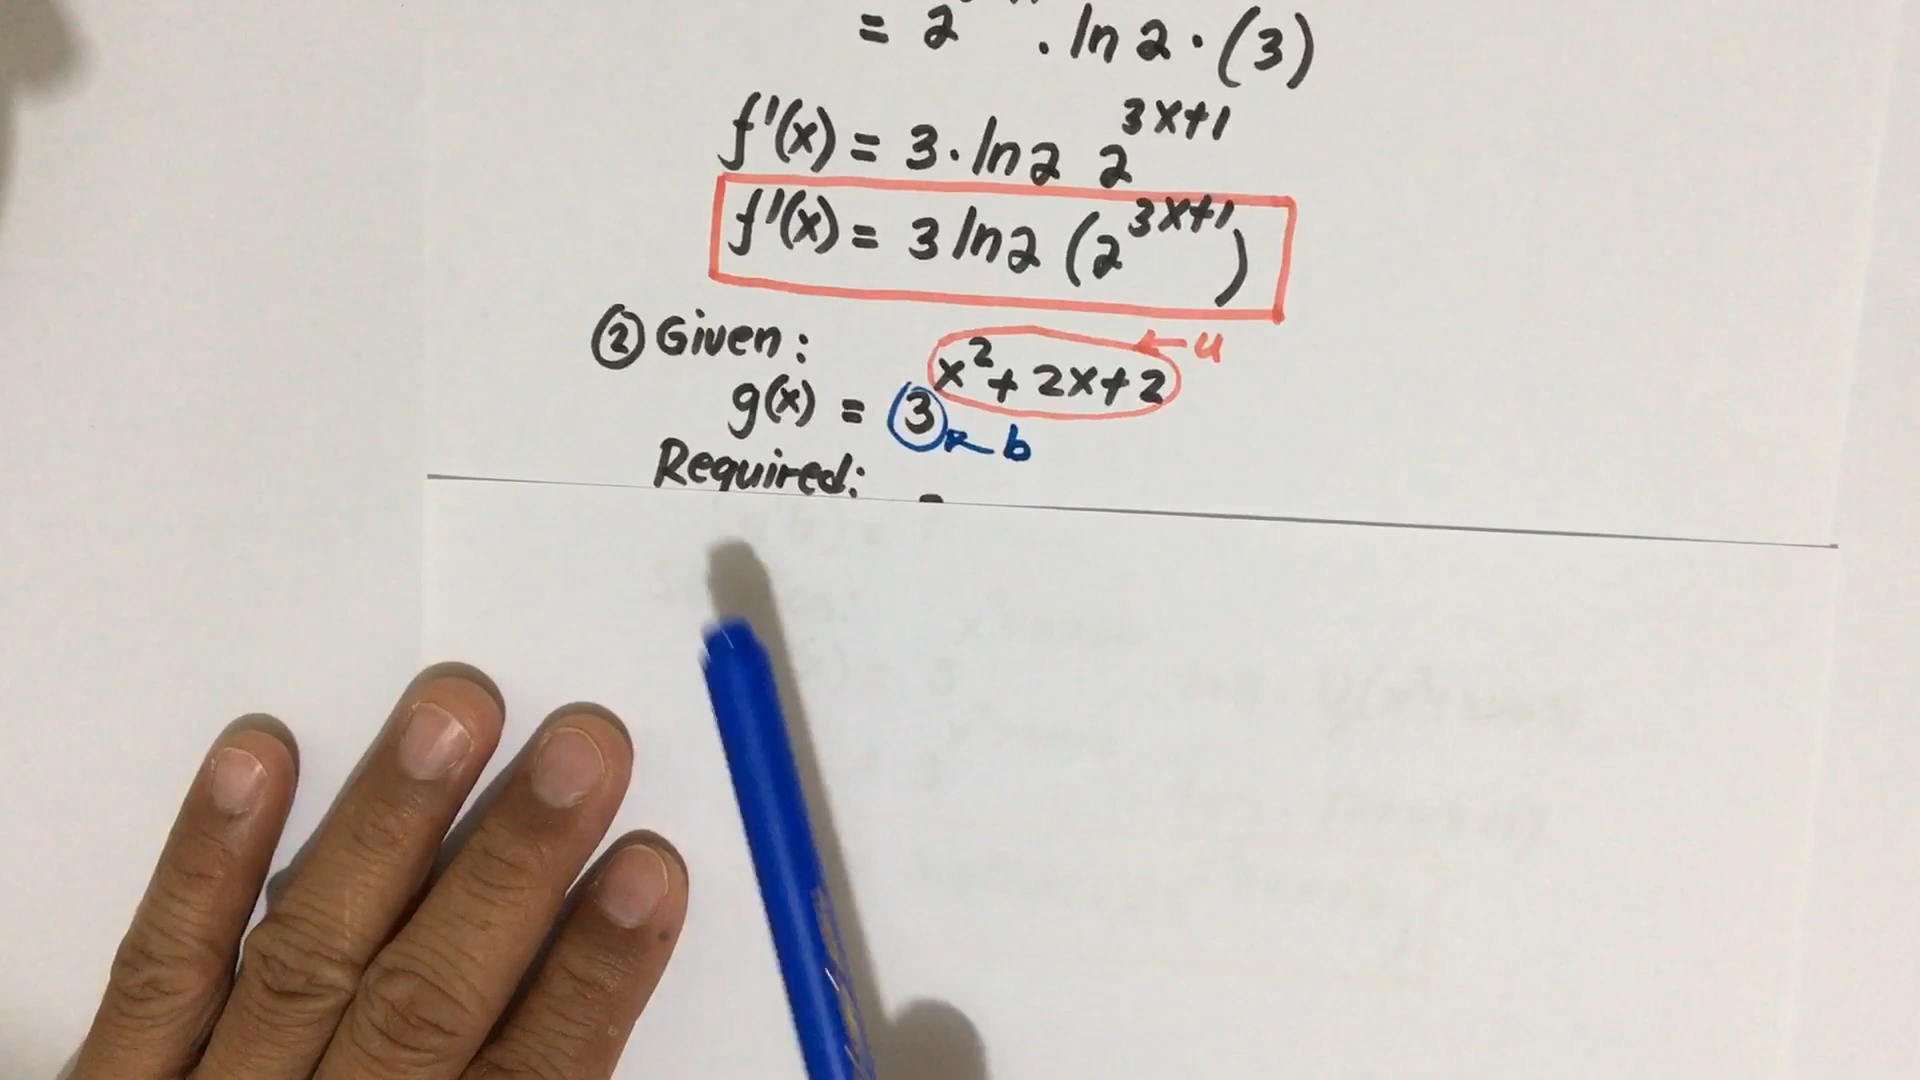 = 2 . ln 2 · (3)
f'(x) = 3 · ln 2 2^3x+1
f'(x) = 3 ln 2 (2^3x+1)
② Given:
g(x) = 3^x²+2x+2 ← u
← b
Required: